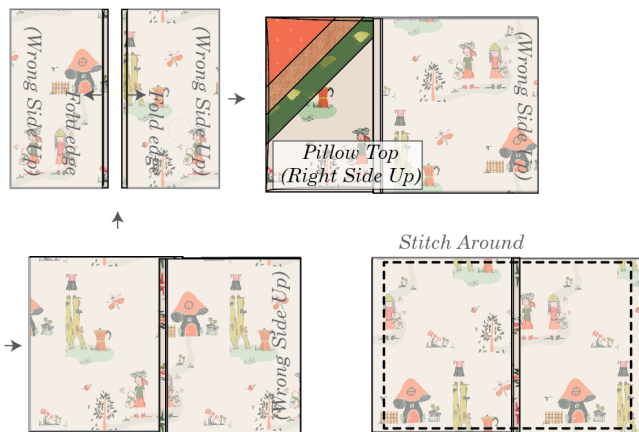 (Wrong Side Up)
Fold edge
Fold edge
(Wrong Side Up)
Pillow Top
(Right Side Up)
(Wrong Side Up)
(Wrong Side Up)
Stitch Around